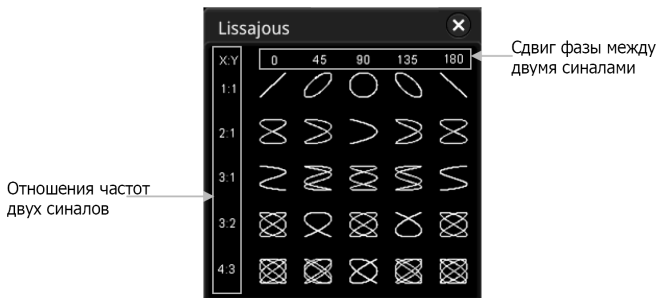 Lissajous
X:Y 0 45 90 135 180
1:1
2:1
3:1
3:2
4:3
Сдвиг фазы между
двумя синалами
Отношения частот
двух синалов